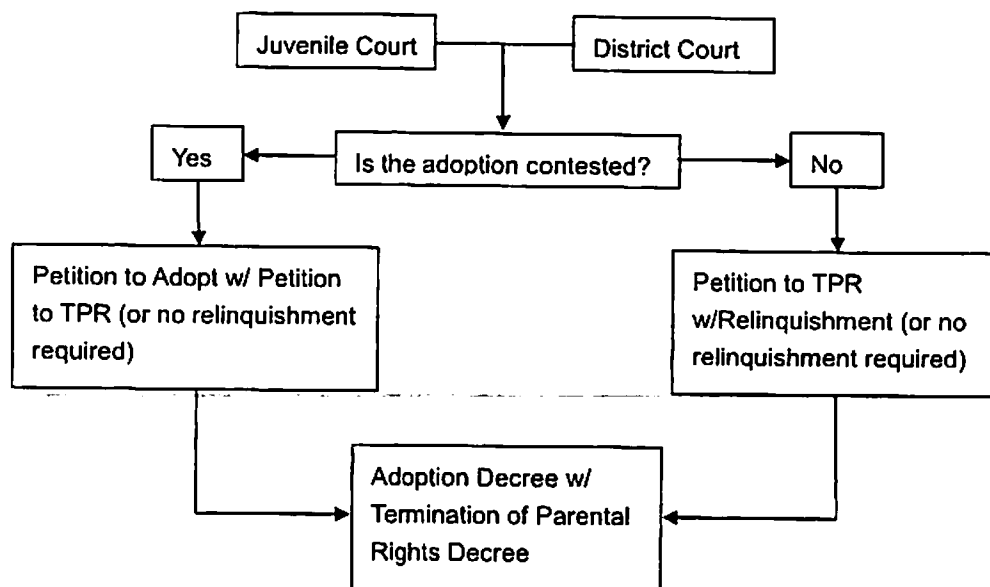 Juvenile Court
District Court
Yes
Is the adoption contested?
No
Petition to Adopt w/ Petition
to TPR (or no relinquishment
required)
Petition to TPR
w/Relinquishment (or no
relinquishment required)
Adoption Decree w/
Termination of Parental
Rights Decree